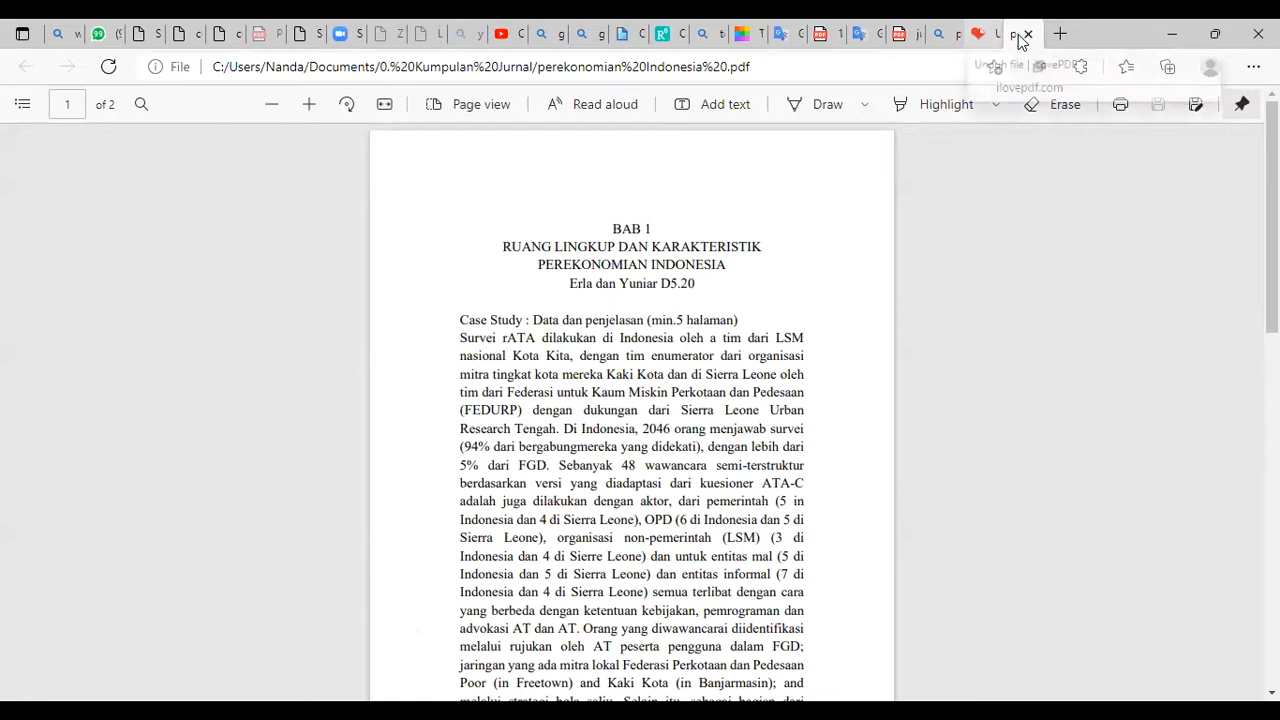 File C:/Users/Nanda/Documents/0.%20Kumpulan%20Jurnal/perekonomian%20Indonesia%20.pdf
ilovepdf.com
1 of 2 Page view Read aloud Add text Draw Highlight Erase
BAB 1
RUANG LINGKUP DAN KARAKTERISTIK
PEREKONOMIAN INDONESIA
Erla dan Yuniar D5.20
Case Study : Data dan penjelasan (min.5 halaman)
Survei rATA dilakukan di Indonesia oleh a tim dari LSM
nasional Kota Kita, dengan tim enumerator dari organisasi
mitra tingkat kota mereka Kaki Kota dan di Sierra Leone oleh
tim dari Federasi untuk Kaum Miskin Perkotaan dan Pedesaan
(FEDURP) dengan dukungan dari Sierra Leone Urban
Research Tengah. Di Indonesia, 2046 orang menjawab survei
(94% dari bergabungmereka yang didekati), dengan lebih dari
5% dari FGD. Sebanyak 48 wawancara semi-terstruktur
berdasarkan versi yang diadaptasi dari kuesioner ATA-C
adalah juga dilakukan dengan aktor, dari pemerintah (5 in
Indonesia dan 4 di Sierra Leone), OPD (6 di Indonesia dan 5 di
Sierra Leone), organisasi non-pemerintah (LSM) (3 di
Indonesia dan 4 di Sierre Leone) dan untuk entitas mal (5 di
Indonesia dan 5 di Sierra Leone) dan entitas informal (7 di
Indonesia dan 4 di Sierra Leone) semua terlibat dengan cara
yang berbeda dengan ketentuan kebijakan, pemrograman dan
advokasi AT dan AT. Orang yang diwawancarai diidentifikasi
melalui rujukan oleh AT peserta pengguna dalam FGD;
jaringan yang ada mitra lokal Federasi Perkotaan dan Pedesaan
Poor (in Freetown) and Kaki Kota (in Banjarmasin); and